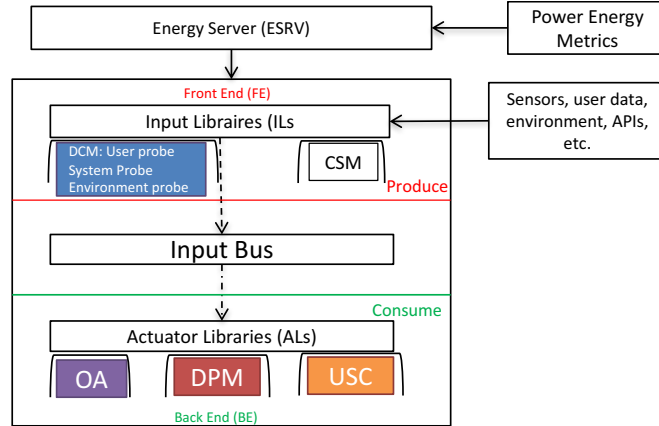 Energy Server (ESRV)
Power Energy
Metrics
Front End (FE)
Input Libraires (ILs
Sensors, user data,
environment, APIs,
etc.
DCM: User probe
System Probe
Environment probe
CSM
Produce
Input Bus
Consume
Actuator Libraries (ALs)
OA
DPM
USC
Back End (BE)